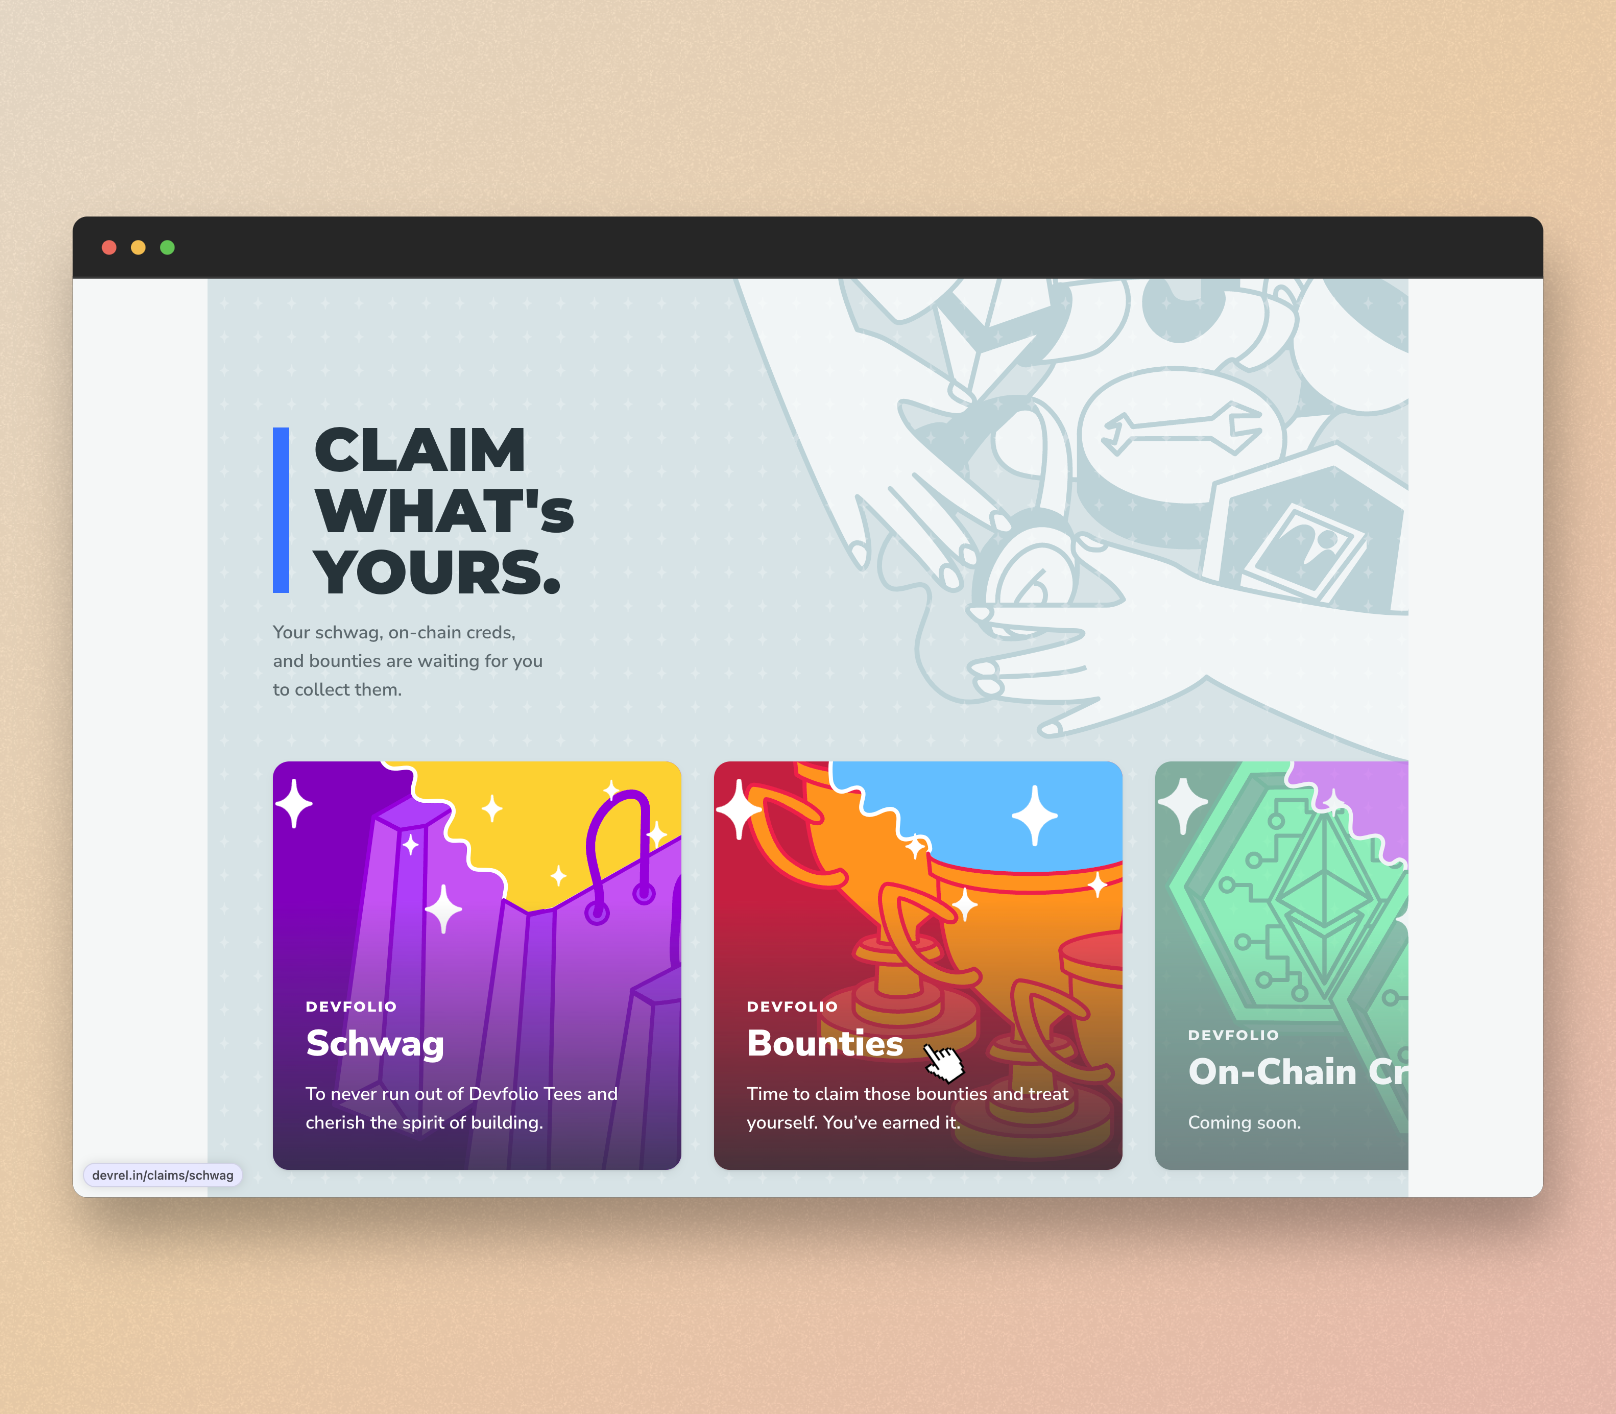 CLAIM
WHAT's
YOURS.
Your schwag, on-chain creds,
and bounties are waiting for you
to collect them.
DEVFOLIO
Schwag
To never run out of Devfolio Tees and
cherish the spirit of building.
DEVFOLIO
Bounties
Time to claim those bounties and treat
yourself. You’ve earned it.
DEVFOLIO
On-Chain Cr
Coming soon.
devrel.in/claims/schwag